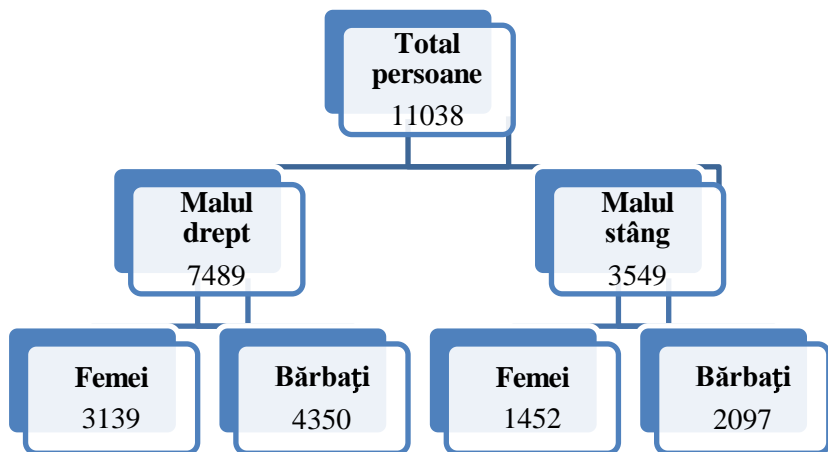 Total
persoane
11038
Malul
drept
7489
Malul
stâng
3549
Femei
3139
Bărbaţi
4350
Femei
1452
Bărbaţi
2097